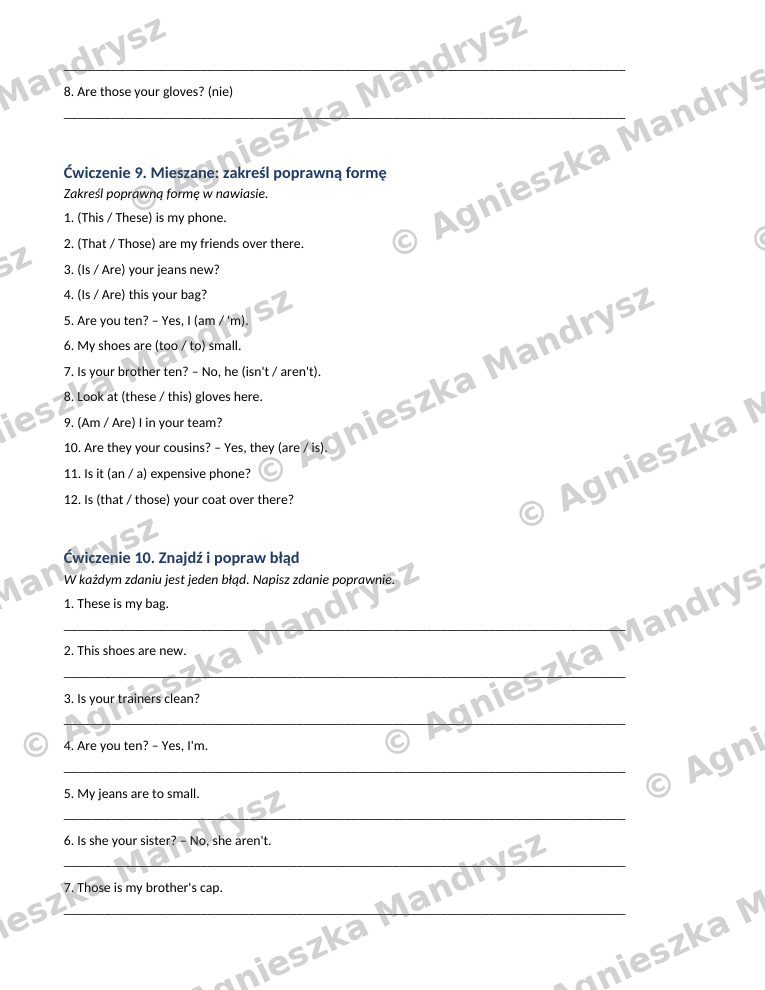 8. Are those your gloves? (nie)
Ćwiczenie 9. Mieszane: zakreśl poprawną formę
Zakreśl poprawną formę w nawiasie.
1. (This / These) is my phone.
2. (That / Those) are my friends over there.
3. (Is / Are) your jeans new?
4. (Is / Are) this your bag?
5. Are you ten? – Yes, I (am / 'm).
6. My shoes are (too / to) small.
7. Is your brother ten? – No, he (isn't / aren't).
8. Look at (these / this) gloves here.
9. (Am / Are) I in your team?
10. Are they your cousins? – Yes, they (are / is).
11. Is it (an / a) expensive phone?
12. Is (that / those) your coat over there?
Ćwiczenie 10. Znajdź i popraw błąd
W każdym zdaniu jest jeden błąd. Napisz zdanie poprawnie.
1. These is my bag.
2. This shoes are new.
3. Is your trainers clean?
4. Are you ten? – Yes, I'm.
5. My jeans are to small.
6. Is she your sister? – No, she aren't.
7. Those is my brother's cap.
© Agnieszka Mandrysz